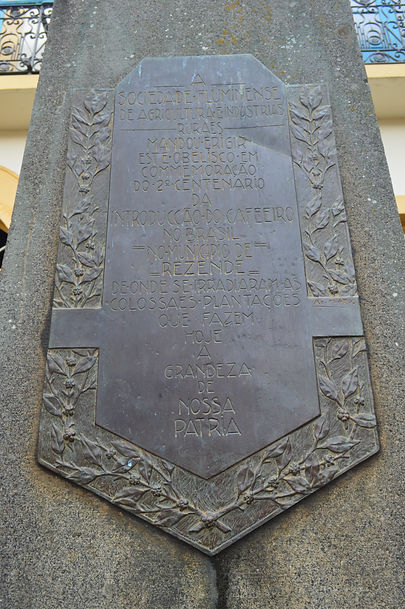 A
SOCIEDADE·FLUMINENSE
DE·AGRICULTURA·E·INDUSTRIAS
RURAES
MANDOU·ERIGIR
ESTE·OBELISCO·EM
COMMEMORAÇÃO
DO·2º·CENTENARIO
DA
INTRODUCÇÃO·DO·CAFEEIRO
NO·BRASIL
=NO·MUNICIPIO·DE=
=REZENDE=
DE·ONDE·SE·IRRADIARAM·AS
COLOSSAES·PLANTAÇÕES
QUE FAZEM
HOJE
A
GRANDEZA
DE
NOSSA
PATRIA